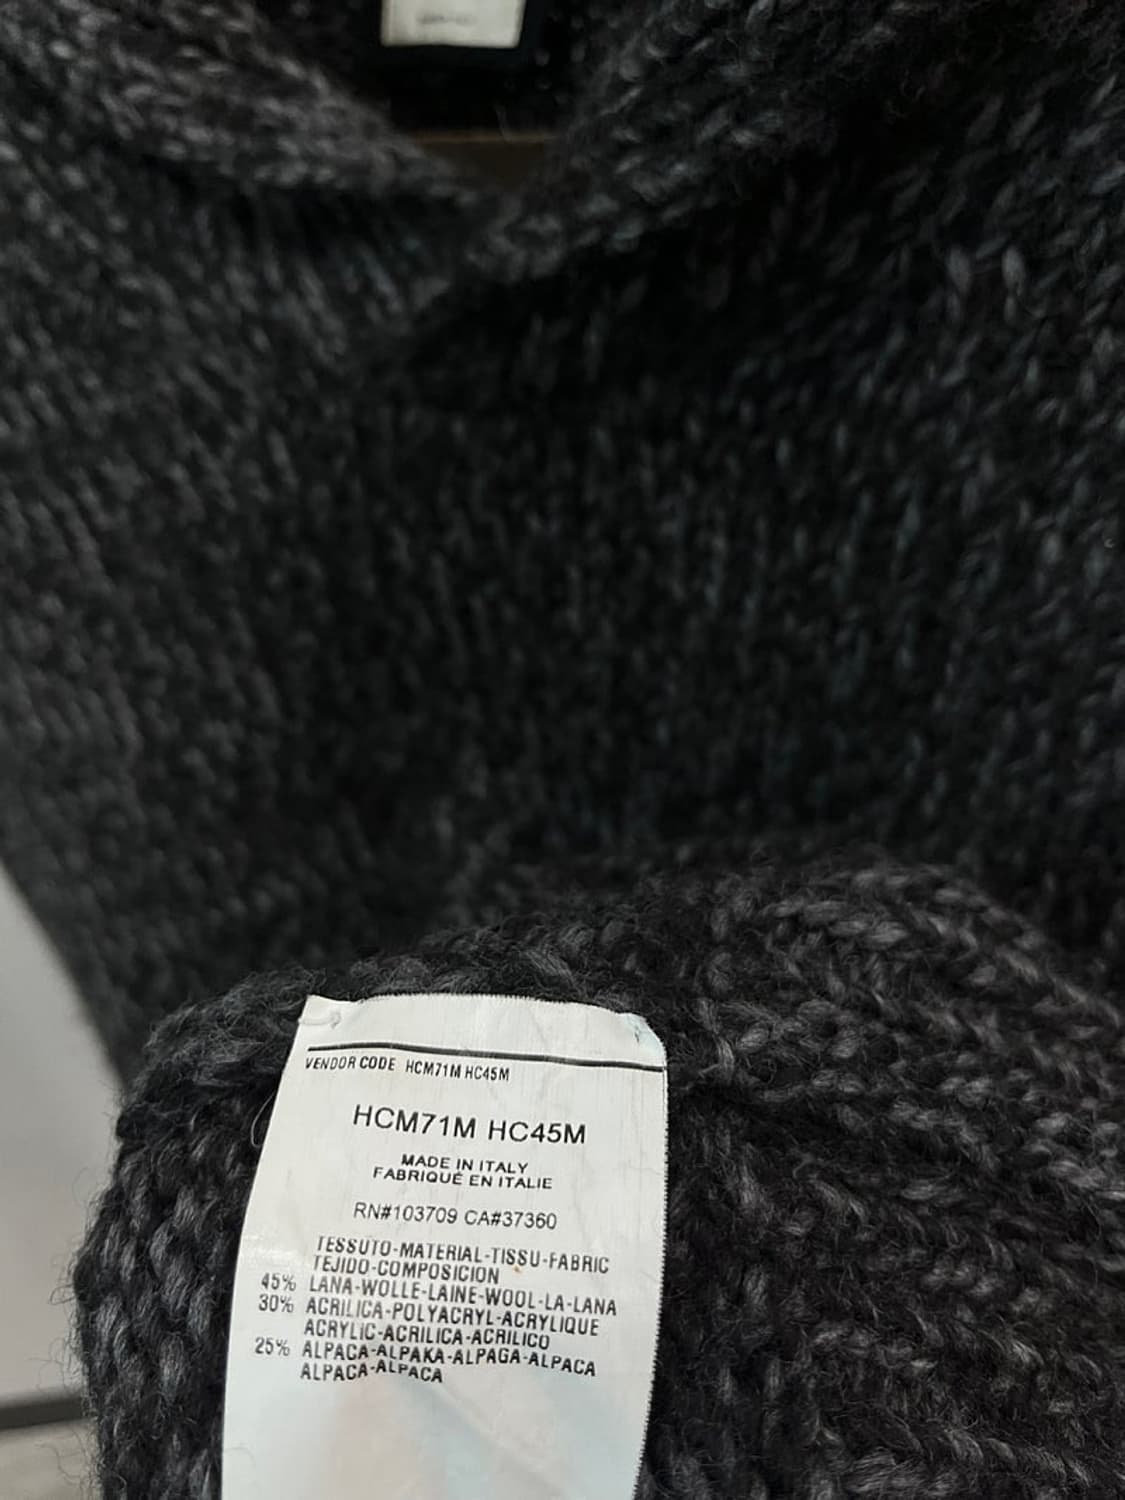 VENDOR CODE HCM71M HC45M
HCM71M HC45M
MADE IN ITALY
FABRIQUÉ EN ITALIE
RN#103709 CA#37360
TESSUTO-MATERIAL-TISSU-FABRIC
TEJIDO-COMPOSICION
45% LANA-WOLLE-LAINE-WOOL-LA-LANA
30% ACRILICA-POLYACRYL-ACRYLIQUE
ACRYLIC-ACRILICA-ACRILICO
25% ALPACA-ALPAKA-ALPAGA-ALPACA
ALPACA-ALPACA